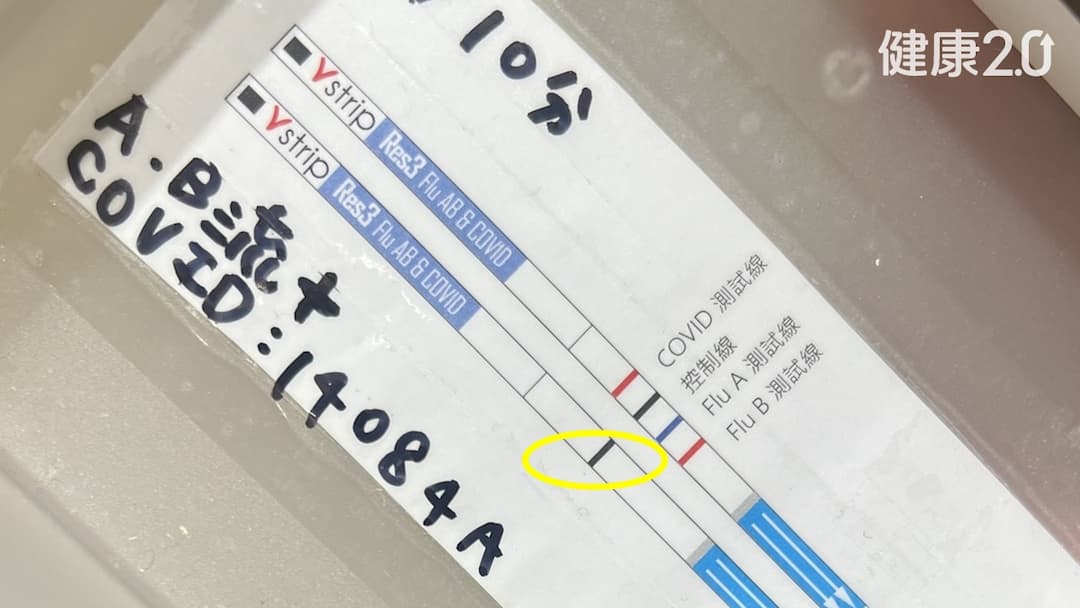 健康2.0
10分
Vstrip Res3 Flu AB & COVID
Vstrip Res3 Flu AB & COVID
A.B流+
COVID:14084A
COVID 測試線
控制線
Flu A 測試線
Flu B 測試線